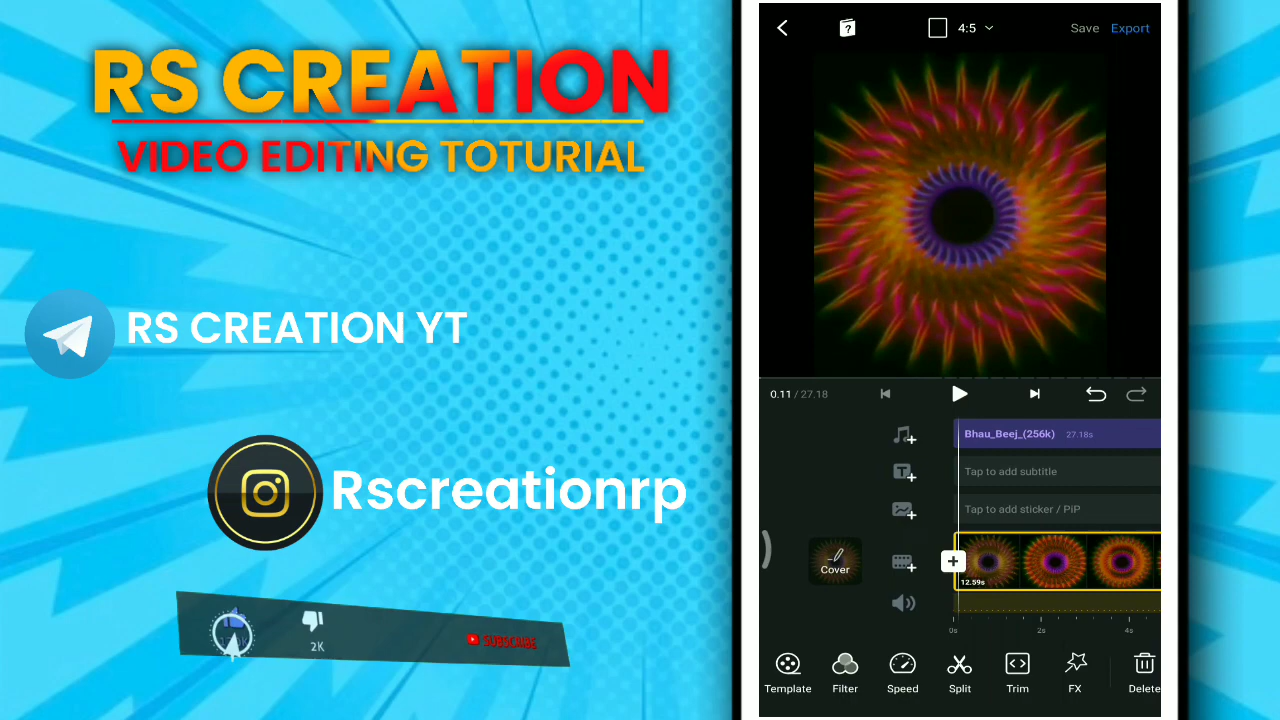 RS CREATION
VIDEO EDITING TOTURIAL
RS CREATION YT
Rscreationrp
2K
SUBSCRIBE
4:5
Save
Export
0.11 / 27.18
Bhau_Beej_(256k) 27.18s
Tap to add subtitle
Tap to add sticker / PiP
Cover
12.59s
0s 2s 4s
Template Filter Speed Split Trim FX Delete